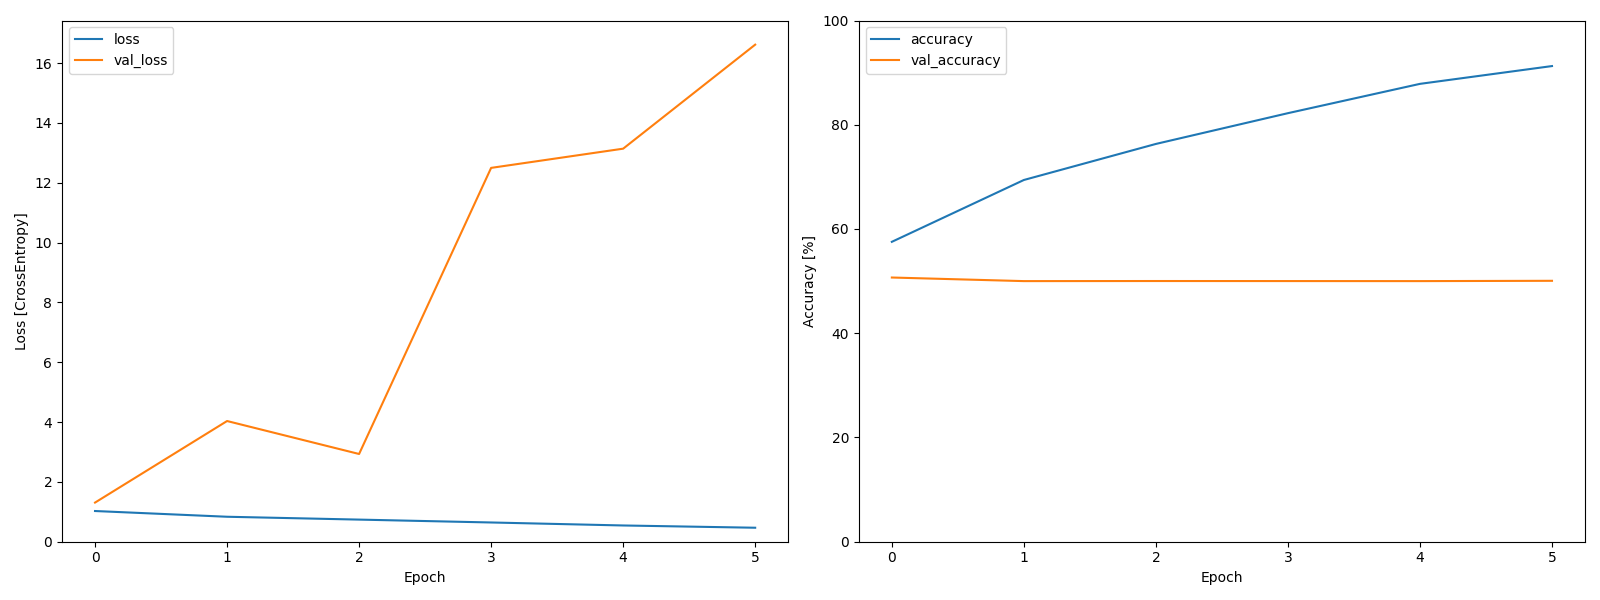 loss
val_loss
16
14
12
10
8
6
4
2
0
Loss [CrossEntropy]
0 1 2 3 4 5
Epoch
accuracy
val_accuracy
100
80
60
40
20
0
Accuracy [%]
0 1 2 3 4 5
Epoch